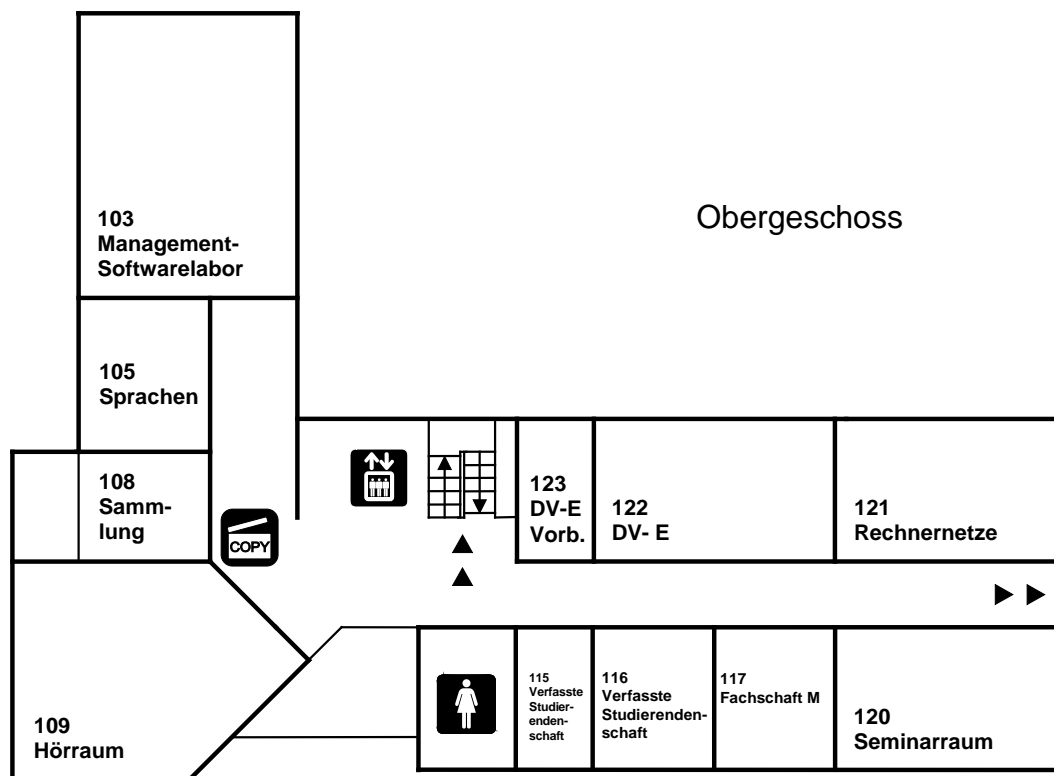 Obergeschoss
103
Management-
Softwarelabor
105
Sprachen
108
Samm-
lung
COPY
123
DV-E
Vorb.
122
DV- E
121
Rechnernetze
109
Hörraum
115
Verfasste
Studier-
enden-
schaft
116
Verfasste
Studierenden-
schaft
117
Fachschaft M
120
Seminarraum